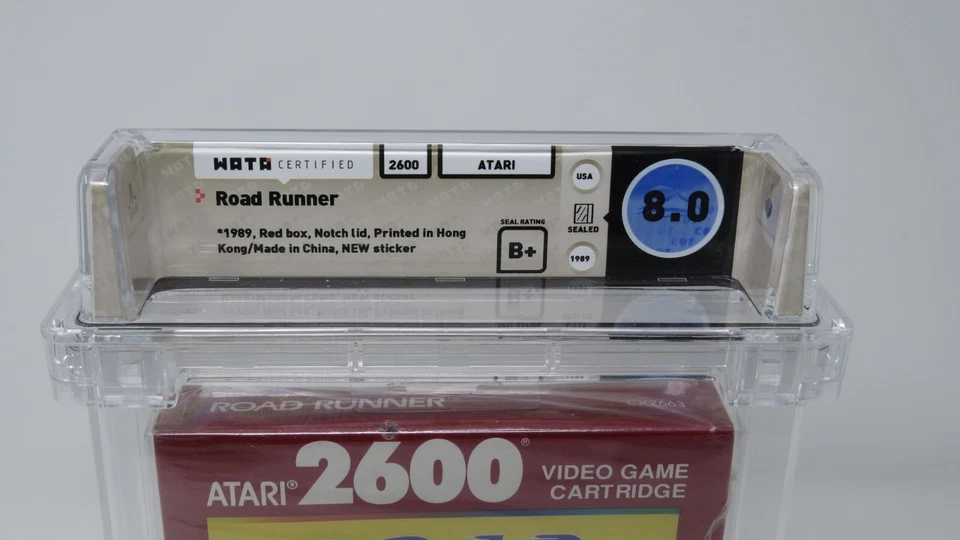 WATA CERTIFIED
2600
ATARI
Road Runner
*1989, Red box, Notch lid, Printed in Hong
Kong/Made in China, NEW sticker
SEAL RATING
B+
USA
SEALED
1989
8.0
ROAD RUNNER
CX2663
ATARI® 2600® VIDEO GAME
CARTRIDGE